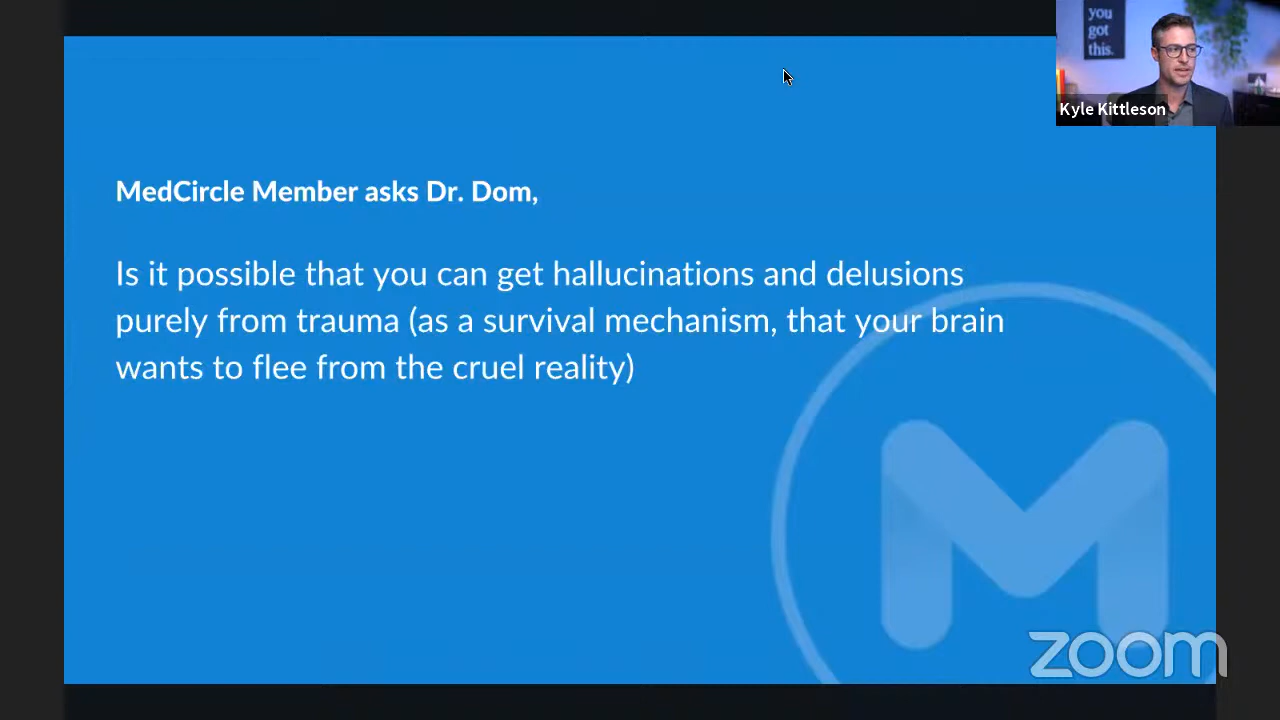 you
got
this.
Kyle Kittleson
MedCircle Member asks Dr. Dom,
Is it possible that you can get hallucinations and delusions
purely from trauma (as a survival mechanism, that your brain
wants to flee from the cruel reality)
M
zoom